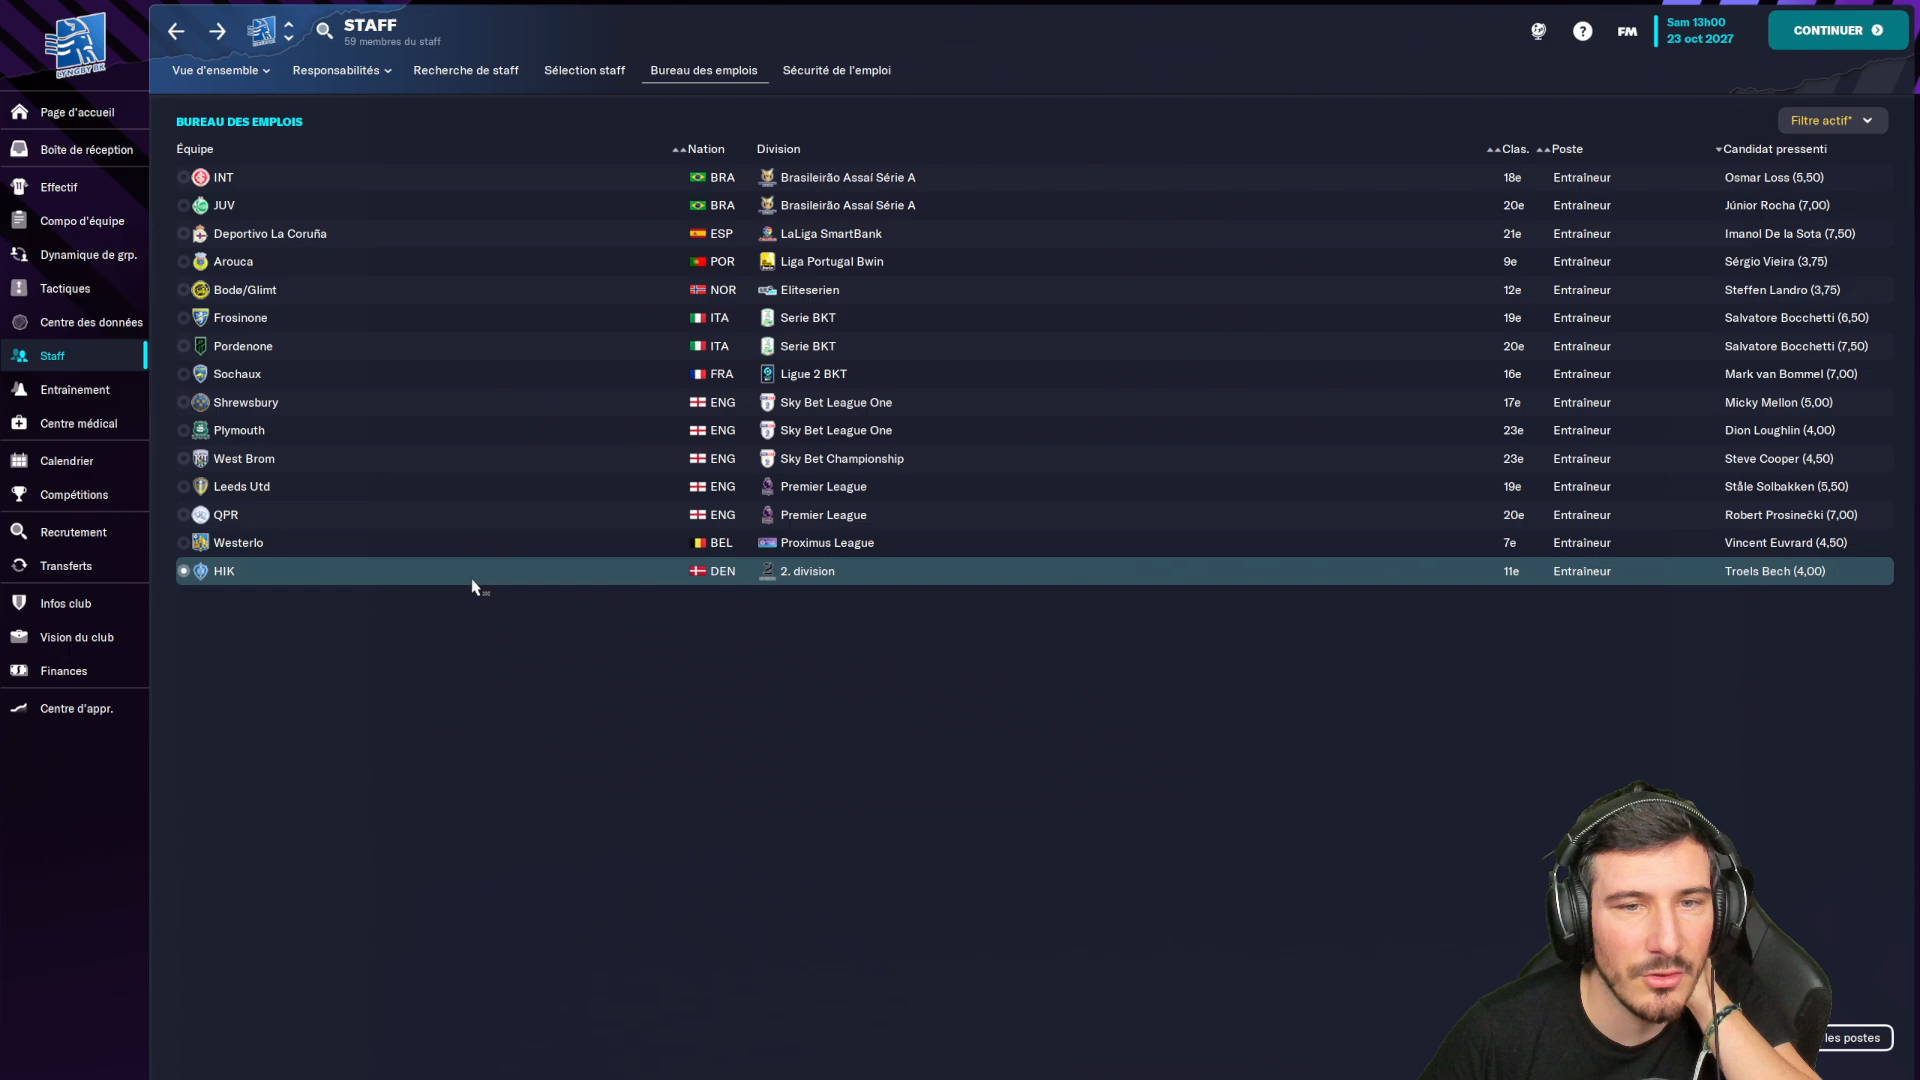 LYNGBY BK
STAFF
59 membres du staff
FM
Sam 13h00
23 oct 2027
CONTINUER
Vue d'ensemble
Responsabilités
Recherche de staff
Sélection staff
Bureau des emplois
Sécurité de l'emploi
Page d'accueil
Boîte de réception
Effectif
Compo d'équipe
Dynamique de grp.
Tactiques
Centre des données
Staff
Entraînement
Centre médical
Calendrier
Compétitions
Recrutement
Transferts
Infos club
Vision du club
Finances
Centre d'appr.
BUREAU DES EMPLOIS
Filtre actif*
Équipe Nation Division Clas. Poste Candidat pressenti
INT BRA Brasileirão Assaí Série A 18e Entraîneur Osmar Loss (5,50)
JUV BRA Brasileirão Assaí Série A 20e Entraîneur Júnior Rocha (7,00)
Deportivo La Coruña ESP LaLiga SmartBank 21e Entraîneur Imanol De la Sota (7,50)
Arouca POR Liga Portugal Bwin 9e Entraîneur Sérgio Vieira (3,75)
Bodø/Glimt NOR Eliteserien 12e Entraîneur Steffen Landro (3,75)
Frosinone ITA Serie BKT 19e Entraîneur Salvatore Bocchetti (6,50)
Pordenone ITA Serie BKT 20e Entraîneur Salvatore Bocchetti (7,50)
Sochaux FRA Ligue 2 BKT 16e Entraîneur Mark van Bommel (7,00)
Shrewsbury ENG Sky Bet League One 17e Entraîneur Micky Mellon (5,00)
Plymouth ENG Sky Bet League One 23e Entraîneur Dion Loughlin (4,00)
West Brom ENG Sky Bet Championship 23e Entraîneur Steve Cooper (4,50)
Leeds Utd ENG Premier League 19e Entraîneur Ståle Solbakken (5,50)
QPR ENG Premier League 20e Entraîneur Robert Prosinečki (7,00)
Westerlo BEL Proximus League 7e Entraîneur Vincent Euvrard (4,50)
HIK DEN 2. division 11e Entraîneur Troels Bech (4,00)
les postes